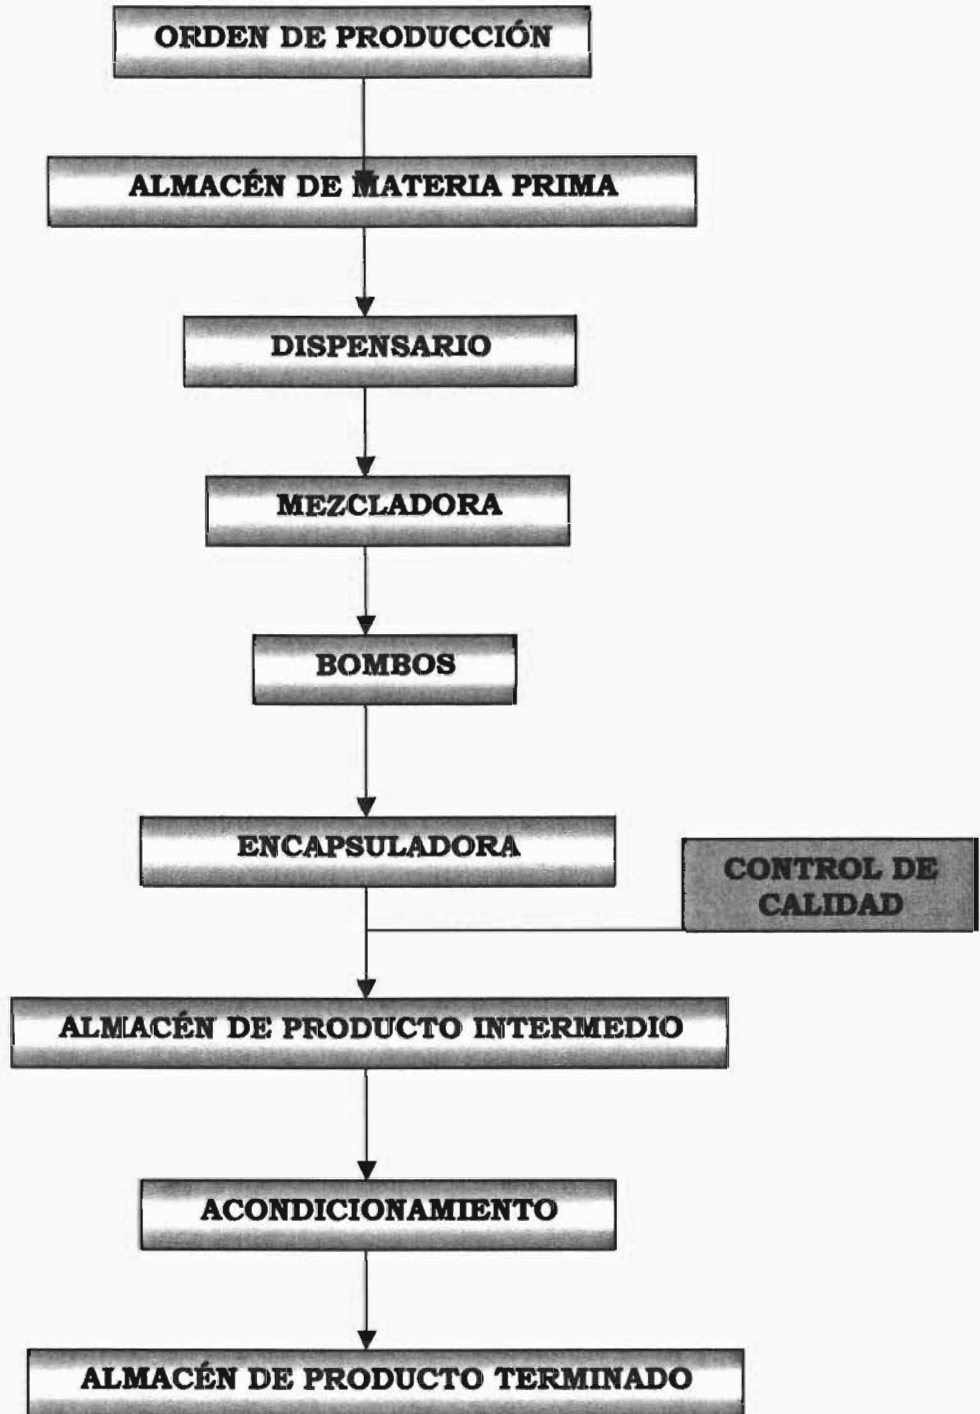 ORDEN DE PRODUCCIÓN
ALMACÉN DE MATERIA PRIMA
DISPENSARIO
MEZCLADORA
BOMBOS
ENCAPSULADORA
CONTROL DE
CALIDAD
ALMACÉN DE PRODUCTO INTERMEDIO
ACONDICIONAMIENTO
ALMACÉN DE PRODUCTO TERMINADO